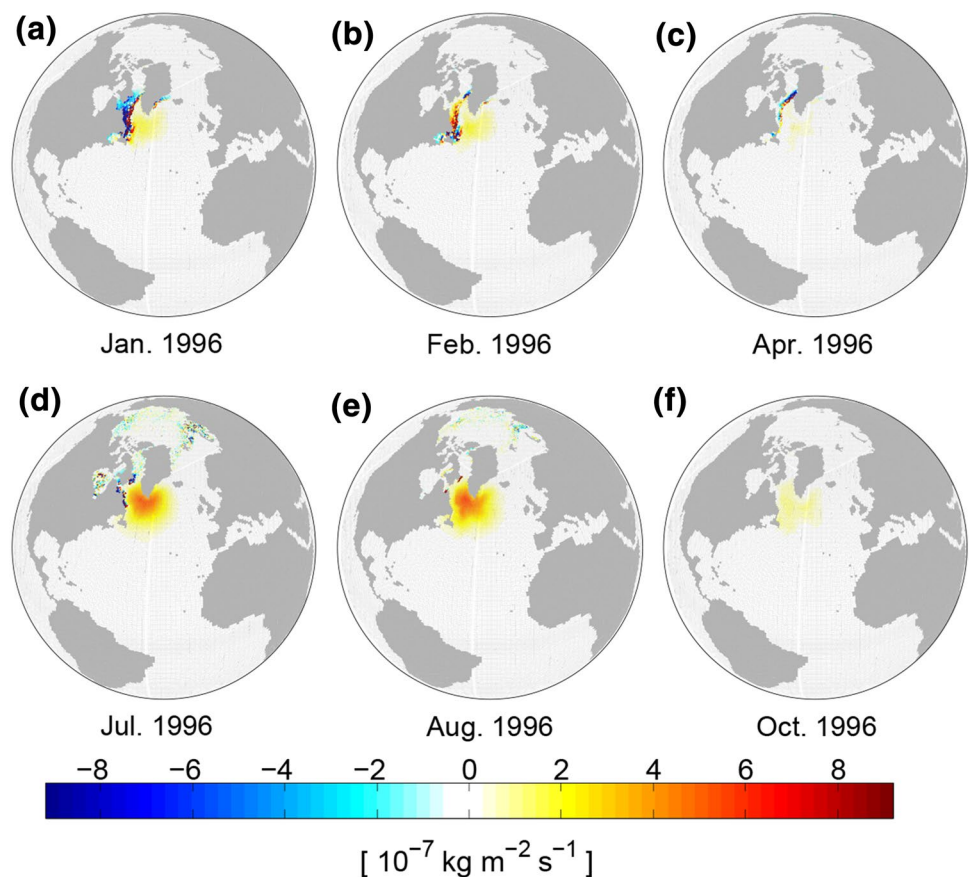 (a) (b) (c)
Jan. 1996 Feb. 1996 Apr. 1996
(d) (e) (f)
Jul. 1996 Aug. 1996 Oct. 1996
−8 −6 −4 −2 0 2 4 6 8
[ 10⁻⁷ kg m⁻² s⁻¹ ]